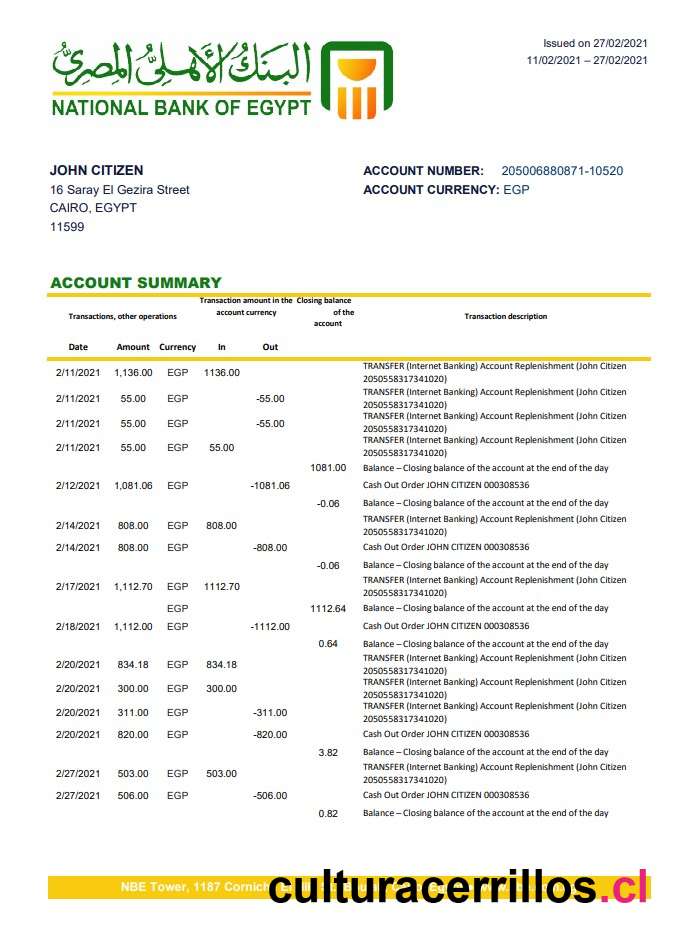 البنك الأهلي المصري
NATIONAL BANK OF EGYPT
Issued on 27/02/2021
11/02/2021 – 27/02/2021
JOHN CITIZEN
16 Saray El Gezira Street
CAIRO, EGYPT
11599
ACCOUNT NUMBER: 205006880871-10520
ACCOUNT CURRENCY: EGP
ACCOUNT SUMMARY
Transactions, other operations
Transaction amount in the account currency
Closing balance of the account
Transaction description
Date Amount Currency In Out
2/11/2021 1,136.00 EGP 1136.00 TRANSFER (Internet Banking) Account Replenishment (John Citizen
2050558317341020)
2/11/2021 55.00 EGP -55.00 TRANSFER (Internet Banking) Account Replenishment (John Citizen
2050558317341020)
2/11/2021 55.00 EGP -55.00 TRANSFER (Internet Banking) Account Replenishment (John Citizen
2050558317341020)
2/11/2021 55.00 EGP 55.00 TRANSFER (Internet Banking) Account Replenishment (John Citizen
2050558317341020)
1081.00 Balance – Closing balance of the account at the end of the day
2/12/2021 1,081.06 EGP -1081.06 Cash Out Order JOHN CITIZEN 000308536
-0.06 Balance – Closing balance of the account at the end of the day
2/14/2021 808.00 EGP 808.00 TRANSFER (Internet Banking) Account Replenishment (John Citizen
2050558317341020)
2/14/2021 808.00 EGP -808.00 Cash Out Order JOHN CITIZEN 000308536
-0.06 Balance – Closing balance of the account at the end of the day
2/17/2021 1,112.70 EGP 1112.70 TRANSFER (Internet Banking) Account Replenishment (John Citizen
2050558317341020)
EGP 1112.64 Balance – Closing balance of the account at the end of the day
2/18/2021 1,112.00 EGP -1112.00 Cash Out Order JOHN CITIZEN 000308536
0.64 Balance – Closing balance of the account at the end of the day
2/20/2021 834.18 EGP 834.18 TRANSFER (Internet Banking) Account Replenishment (John Citizen
2050558317341020)
2/20/2021 300.00 EGP 300.00 TRANSFER (Internet Banking) Account Replenishment (John Citizen
2050558317341020)
2/20/2021 311.00 EGP -311.00 TRANSFER (Internet Banking) Account Replenishment (John Citizen
2050558317341020)
2/20/2021 820.00 EGP -820.00 Cash Out Order JOHN CITIZEN 000308536
3.82 Balance – Closing balance of the account at the end of the day
2/27/2021 503.00 EGP 503.00 TRANSFER (Internet Banking) Account Replenishment (John Citizen
2050558317341020)
2/27/2021 506.00 EGP -506.00 Cash Out Order JOHN CITIZEN 000308536
0.82 Balance – Closing balance of the account at the end of the day
NBE Tower, 1187
culturacerrillos.cl